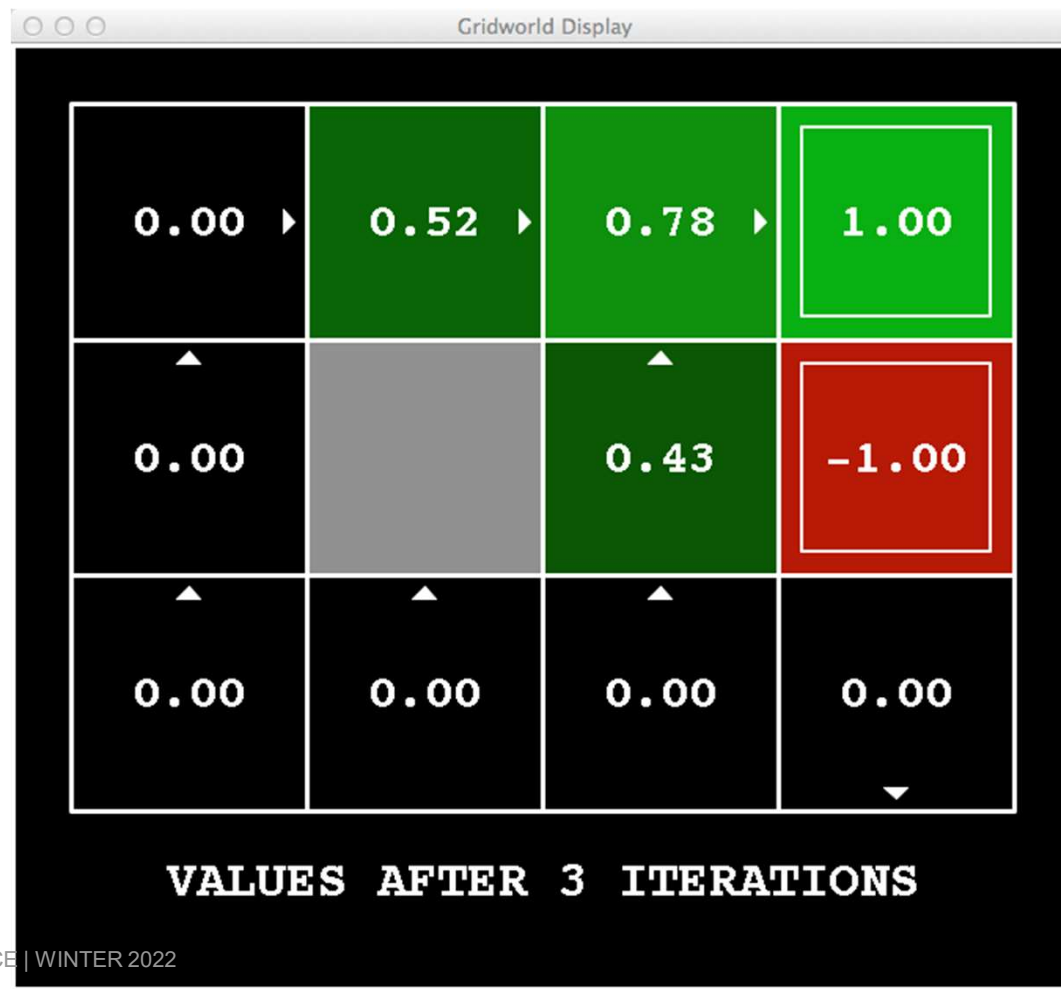 Gridworld Display
0.00 0.52 0.78 1.00
0.00 0.43 -1.00
0.00 0.00 0.00 0.00
VALUES AFTER 3 ITERATIONS
| WINTER 2022